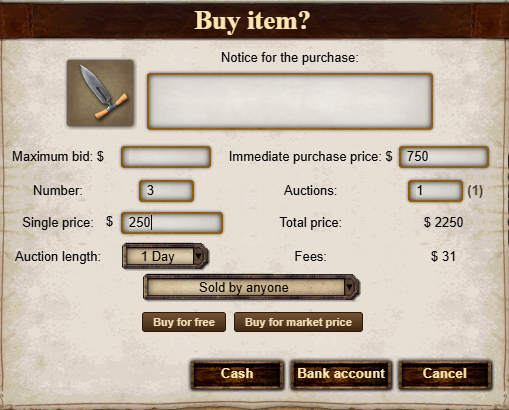 Buy item?
Notice for the purchase:
Maximum bid: $
Immediate purchase price: $ 750
Number: 3
Auctions: 1 (1)
Single price: $ 250
Total price: $ 2250
Auction length: 1 Day
Fees: $ 31
Sold by anyone
Buy for free
Buy for market price
Cash
Bank account
Cancel